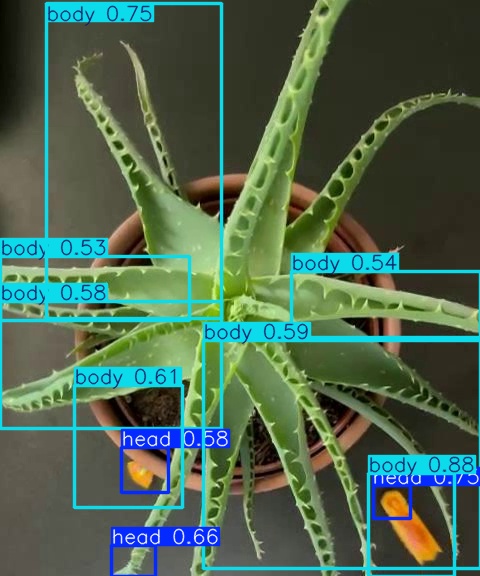 body 0.75
body 0.53
body 0.54
body 0.58
body 0.59
body 0.61
head 0.58
body 0.88
head 0.75
head 0.66